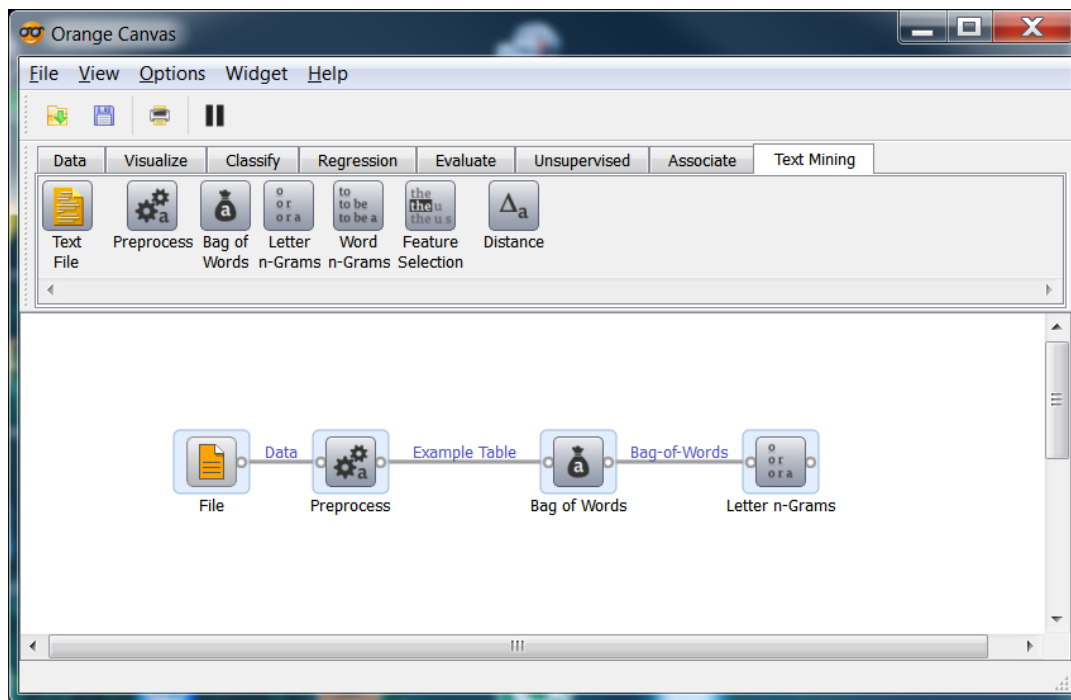 Orange Canvas
File View Options Widget Help
Data Visualize Classify Regression Evaluate Unsupervised Associate Text Mining
a
a
o
o r
o r a
to
to be
to be a
the
the u
the u s
Δa
Text Preprocess Bag of Letter Word Feature Distance
File Words n-Grams n-Grams Selection
Data Example Table Bag-of-Words
a
a
o
o r
o r a
File Preprocess Bag of Words Letter n-Grams